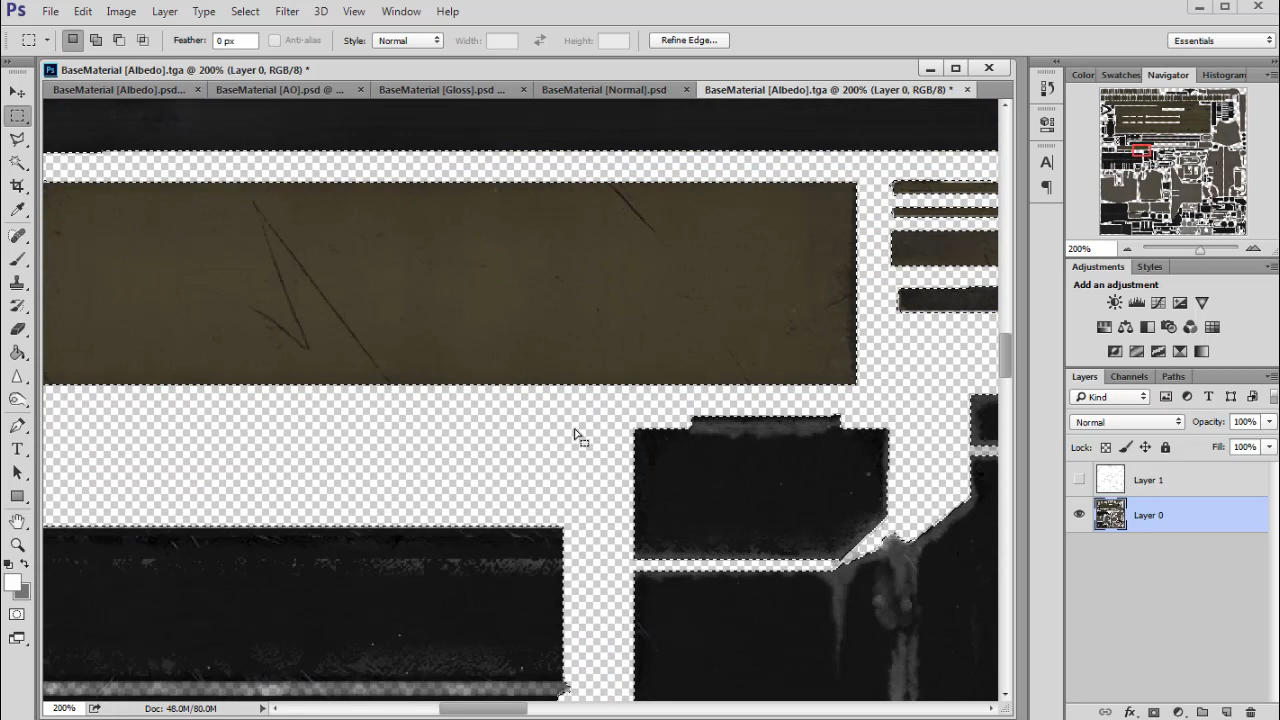 Ps File Edit Image Layer Type Select Filter 3D View Window Help
Feather: 0 px Anti-alias Style: Normal Width: Height: Refine Edge... Essentials
Ps BaseMaterial [Albedo].tga @ 200% (Layer 0, RGB/8) *
BaseMaterial [Albedo].psd... BaseMaterial [AO].psd @ ... BaseMaterial [Gloss].psd ... BaseMaterial [Normal].psd BaseMaterial [Albedo].tga @ 200% (Layer 0, RGB/8) *
Color Swatches Navigator Histogram
200%
Adjustments Styles
Add an adjustment
Layers Channels Paths
Kind
Normal Opacity: 100%
Lock: Fill: 100%
Layer 1
Layer 0
200% Doc: 48.0M/80.0M